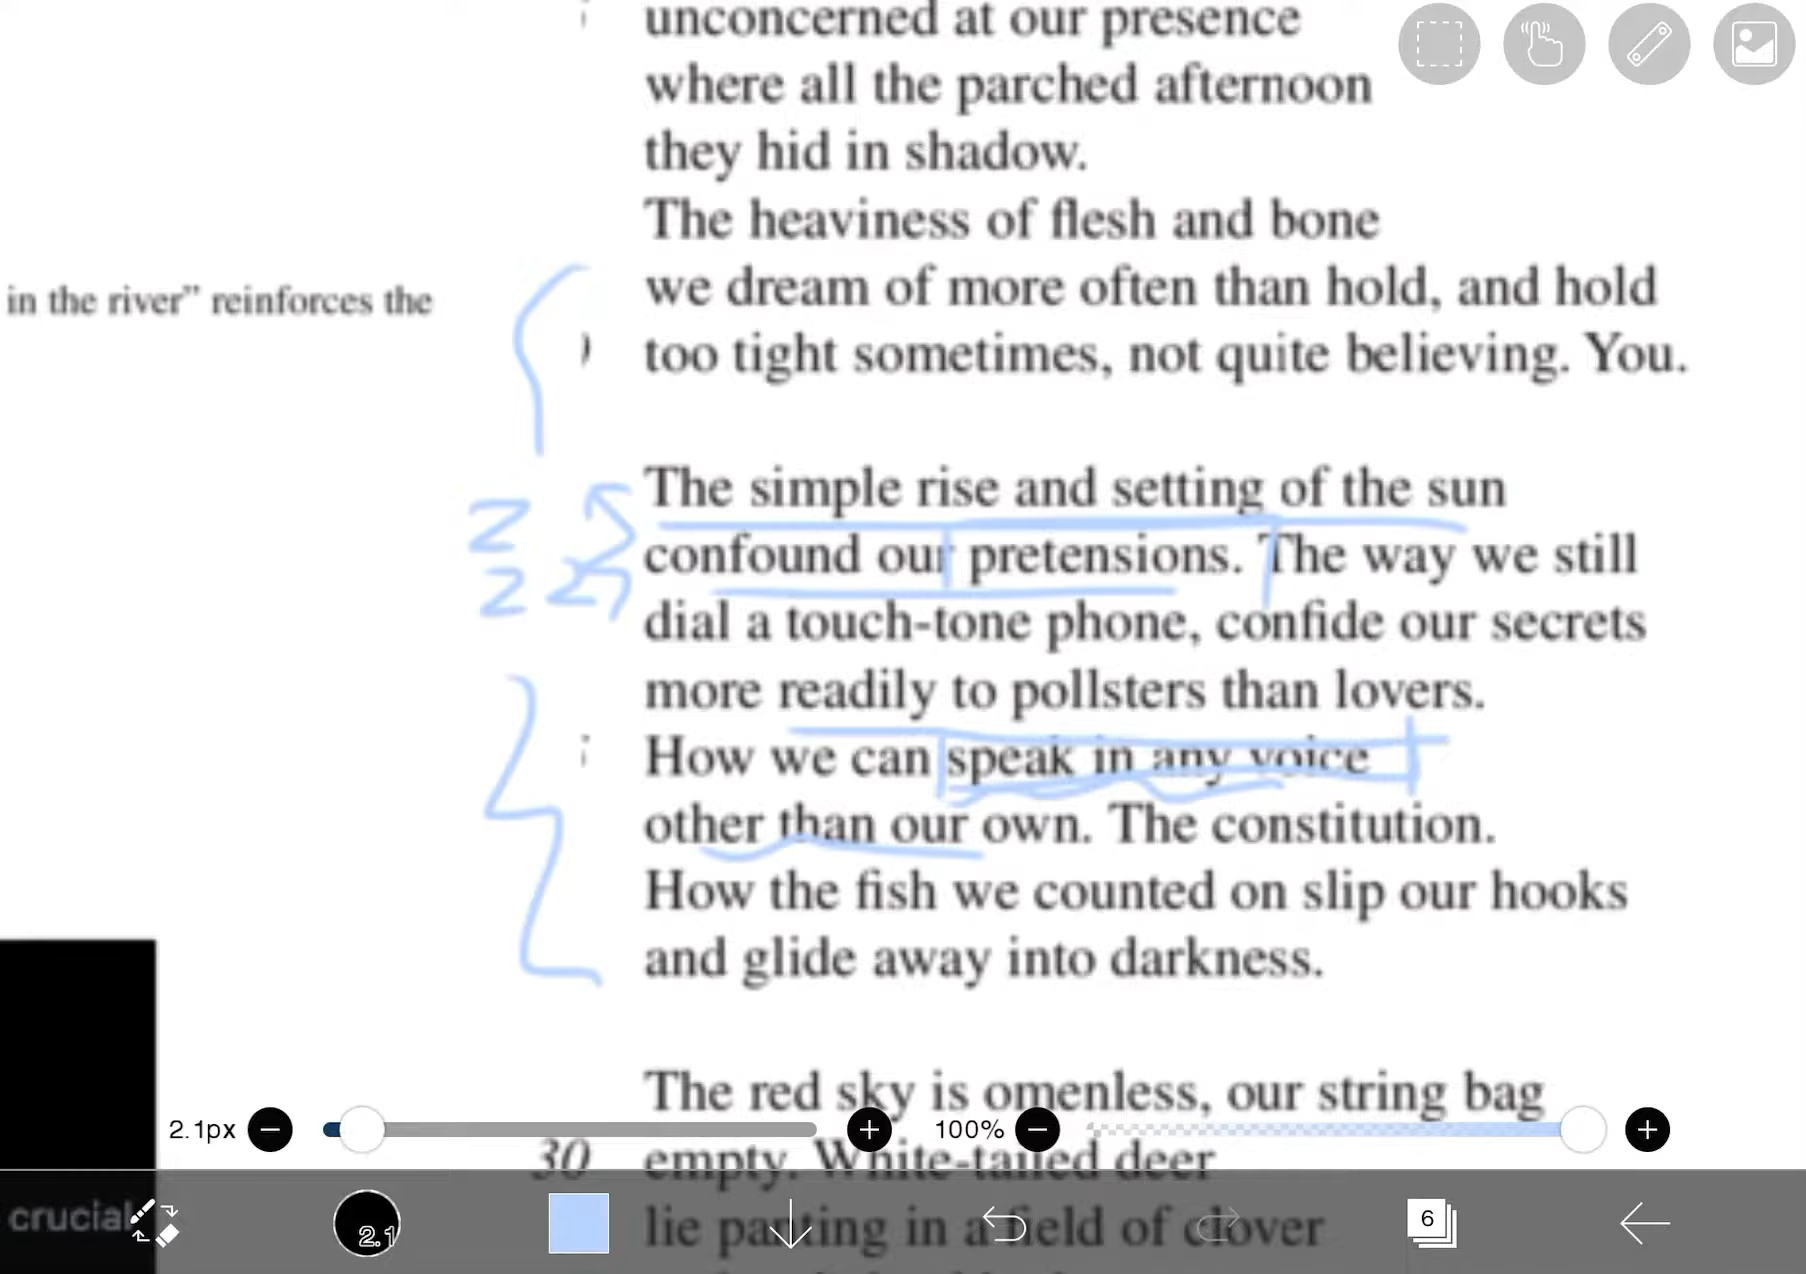 unconcerned at our presence
where all the parched afternoon
they hid in shadow.
The heaviness of flesh and bone
in the river” reinforces the
we dream of more often than hold, and hold
too tight sometimes, not quite believing. You.
The simple rise and setting of the sun
confound our pretensions. The way we still
dial a touch-tone phone, confide our secrets
more readily to pollsters than lovers.
How we can speak in any voice
other than our own. The constitution.
How the fish we counted on slip our hooks
and glide away into darkness.
The red sky is omenless, our string bag
2.1px
100%
30 empty. White-tailed deer
crucial
2.1
lie panting in a field of clover
6